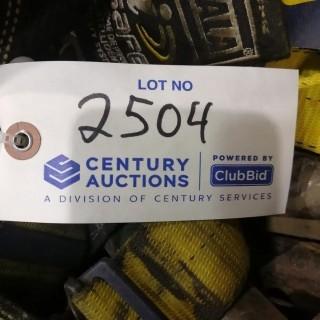 LOT NO
2504
CENTURY
AUCTIONS
POWERED BY
ClubBid
A DIVISION OF CENTURY SERVICES